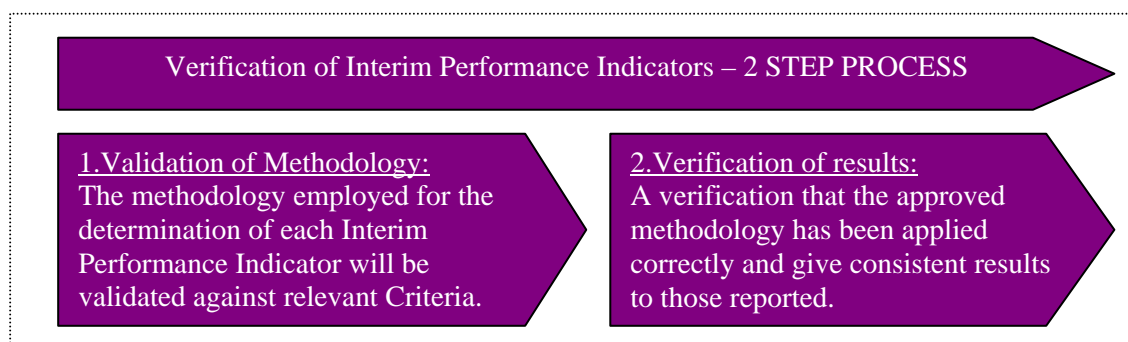 Verification of Interim Performance Indicators – 2 STEP PROCESS
1.Validation of Methodology:
The methodology employed for the
determination of each Interim
Performance Indicator will be
validated against relevant Criteria.
2.Verification of results:
A verification that the approved
methodology has been applied
correctly and give consistent results
to those reported.